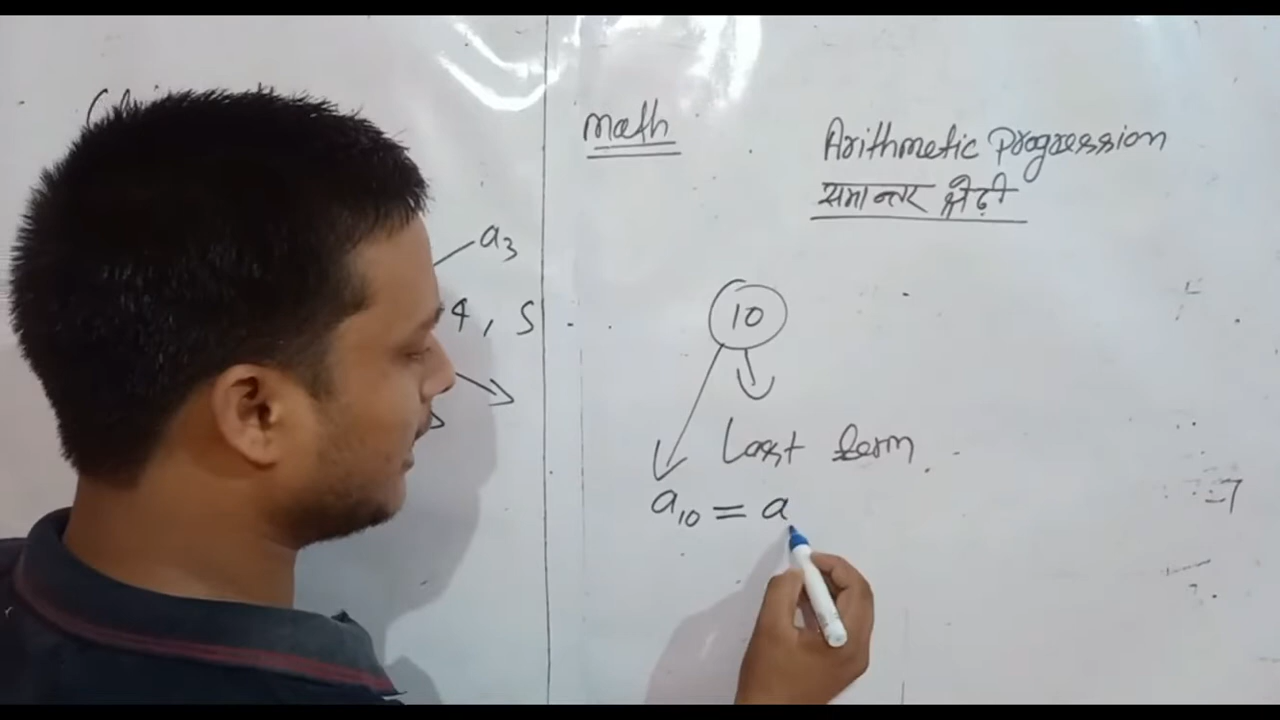 Math
Arithmetic Progression
समान्तर श्रेढ़ी
a₃
4, 5 . .
10
Last term.
a₁₀ = a